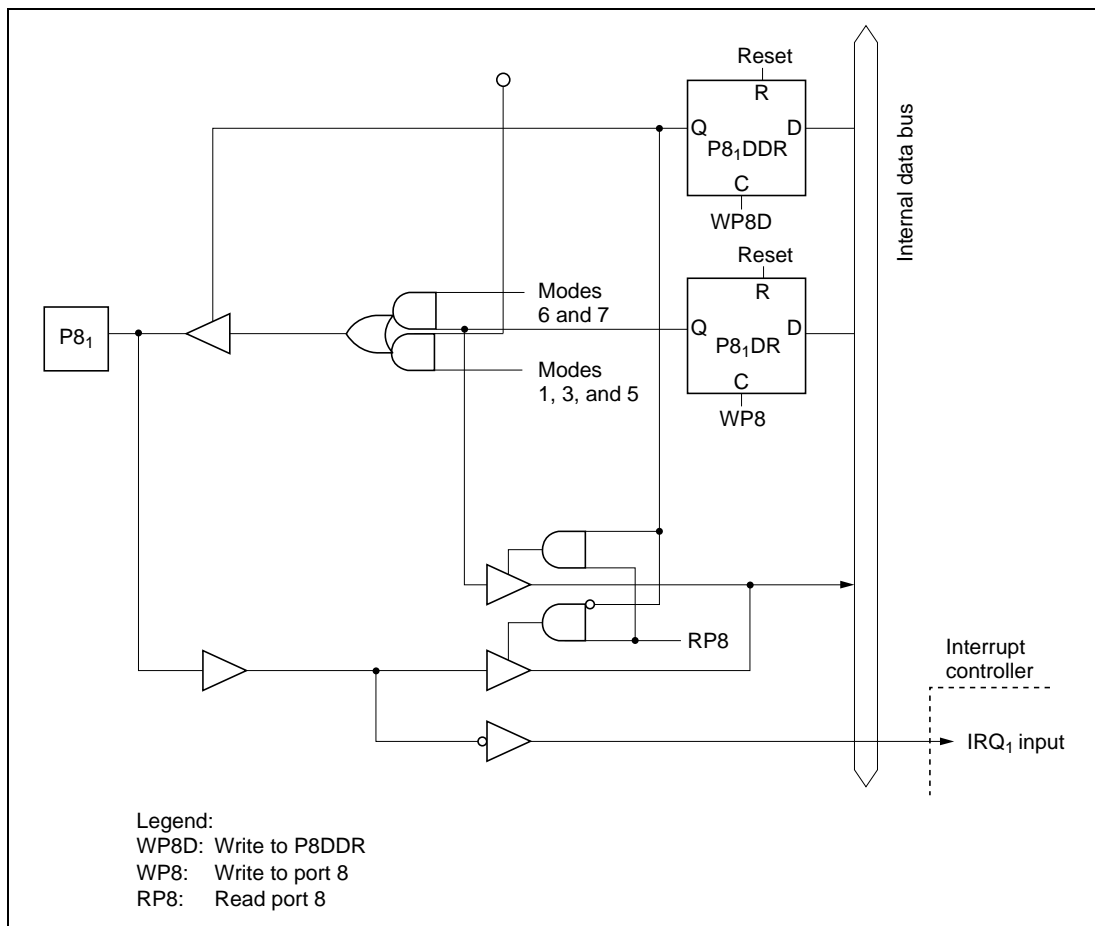 Reset
R
Q
D
P8₁DDR
C
WP8D
Internal data bus
Reset
R
Q
D
P8₁DR
C
WP8
Modes
6 and 7
P8₁
Modes
1, 3, and 5
RP8
Interrupt
controller
IRQ₁ input
Legend:
WP8D: Write to P8DDR
WP8: Write to port 8
RP8: Read port 8